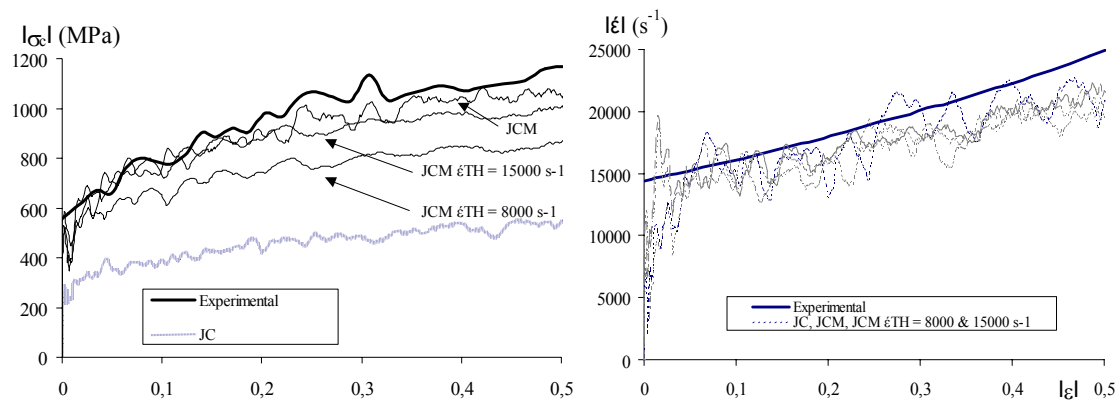 |σc| (MPa)
1200
1000
800
600
400
200
0
0
0,1
0,2
0,3
0,4
0,5
JCM
JCM έTH = 15000 s-1
JCM έTH = 8000 s-1
Experimental
JC
|έ| (s-1)
25000
20000
15000
10000
5000
0
0
0,1
0,2
0,3
0,4
|ε|
0,5
Experimental
JC, JCM, JCM έTH = 8000 & 15000 s-1